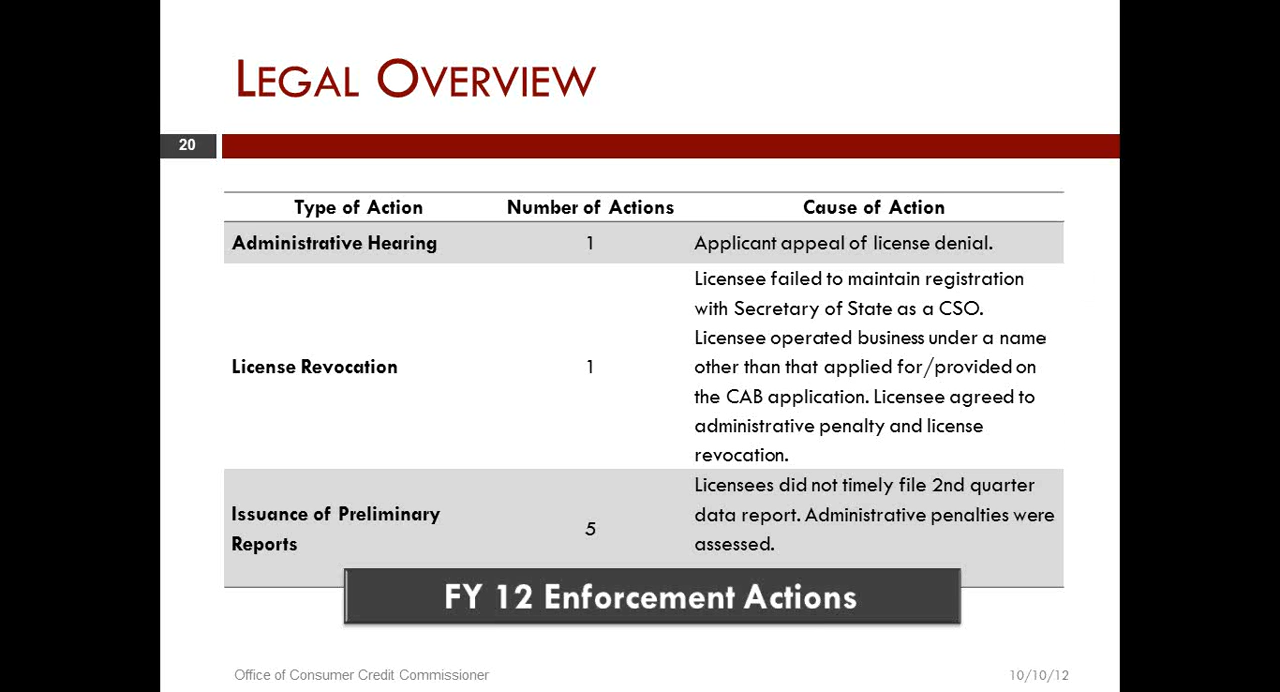 LEGAL OVERVIEW
20
Type of Action Number of Actions Cause of Action
Administrative Hearing 1 Applicant appeal of license denial.
Licensee failed to maintain registration
with Secretary of State as a CSO.
Licensee operated business under a name
License Revocation 1 other than that applied for/provided on
the CAB application. Licensee agreed to
administrative penalty and license
revocation.
Licensees did not timely file 2nd quarter
Issuance of Preliminary data report. Administrative penalties were
Reports 5 assessed.
FY 12 Enforcement Actions
Office of Consumer Credit Commissioner 10/10/12